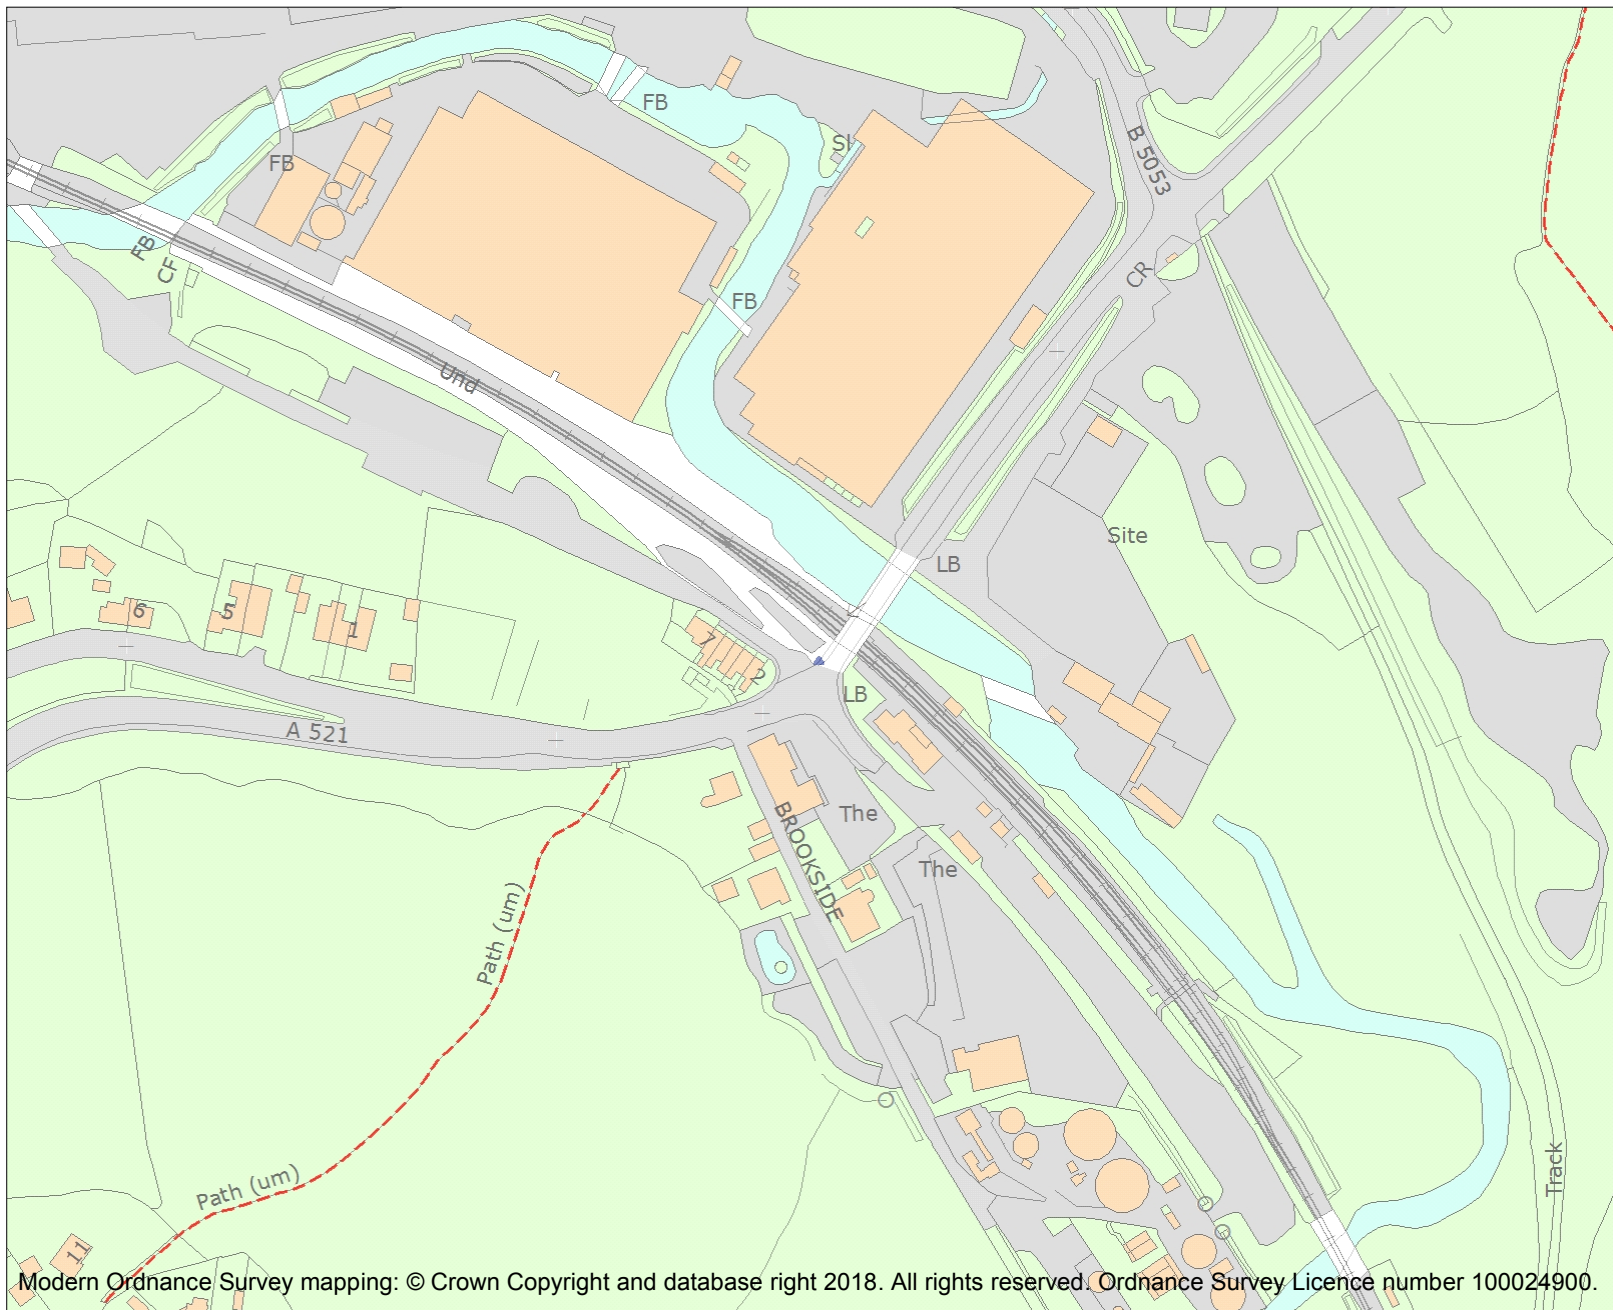 FB
Sl
B 5053
FB
FB
CF
CR
FB
Und
Site
LB
6
5
1
7
2
LB
A 521
The
BROOKSIDE
The
Path (um)
Path (um)
Track
11
Modern Ordnance Survey mapping: © Crown Copyright and database right 2018. All rights reserved. Ordnance Survey Licence number 100024900.